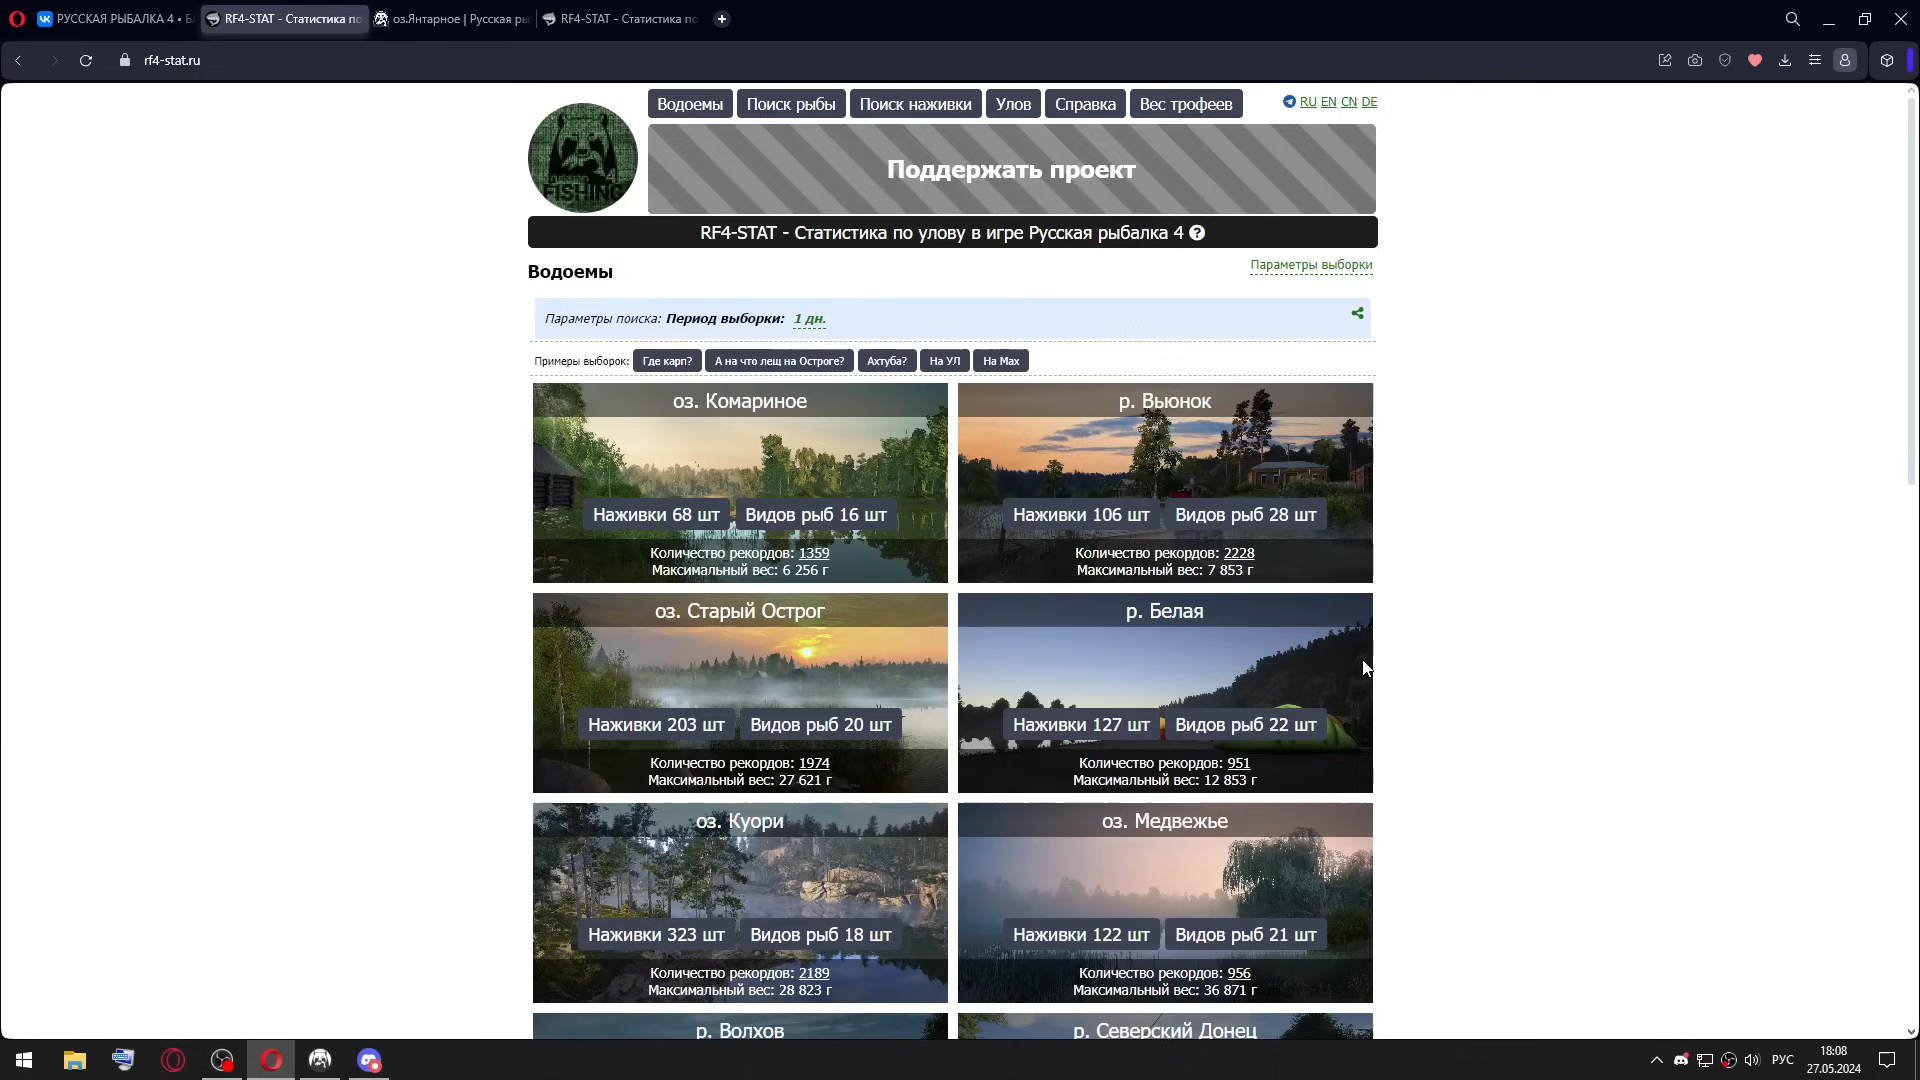 РУССКАЯ РЫБАЛКА 4 • Б
RF4-STAT - Статистика по
оз.Янтарное | Русская ры
RF4-STAT - Статистика по
rf4-stat.ru
Водоемы
Поиск рыбы
Поиск наживки
Улов
Справка
Вес трофеев
RU EN CN DE
4
FISHING
Поддержать проект
RF4-STAT - Статистика по улову в игре Русская рыбалка 4
Водоемы
Параметры выборки
Параметры поиска: Период выборки: 1 дн.
Примеры выборок: Где карп? А на что лещ на Остроге? Ахтуба? На УЛ На Мах
оз. Комариное
Наживки 68 шт
Видов рыб 16 шт
Количество рекордов: 1359
Максимальный вес: 6 256 г
р. Вьюнок
Наживки 106 шт
Видов рыб 28 шт
Количество рекордов: 2228
Максимальный вес: 7 853 г
оз. Старый Острог
Наживки 203 шт
Видов рыб 20 шт
Количество рекордов: 1974
Максимальный вес: 27 621 г
р. Белая
Наживки 127 шт
Видов рыб 22 шт
Количество рекордов: 951
Максимальный вес: 12 853 г
оз. Куори
Наживки 323 шт
Видов рыб 18 шт
Количество рекордов: 2189
Максимальный вес: 28 823 г
оз. Медвежье
Наживки 122 шт
Видов рыб 21 шт
Количество рекордов: 956
Максимальный вес: 36 871 г
р. Волхов
р. Северский Донец
РУС
18:08
27.05.2024